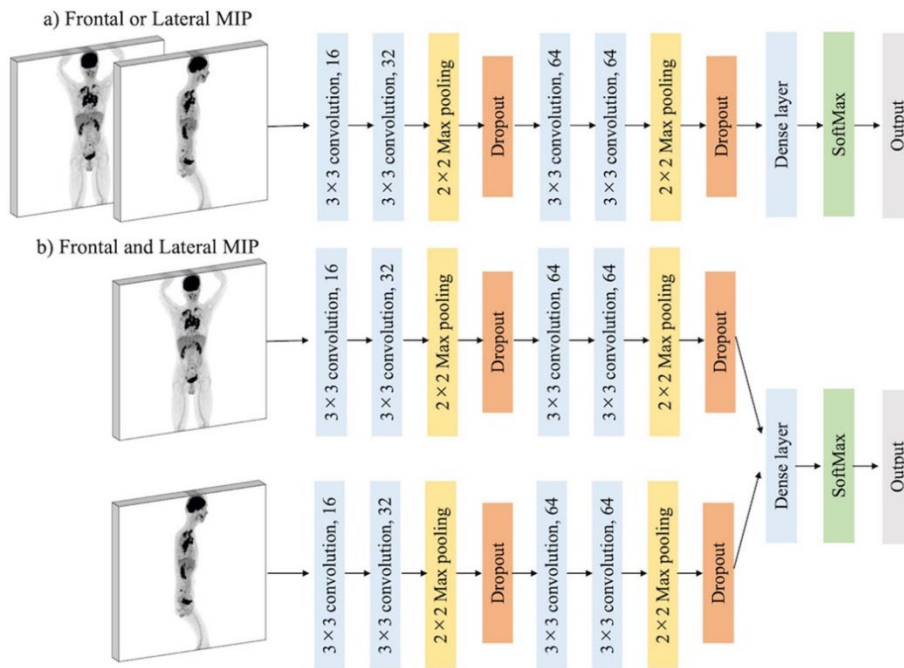 a) Frontal or Lateral MIP
3×3 convolution, 16
3×3 convolution, 32
2×2 Max pooling
Dropout
3×3 convolution, 64
3×3 convolution, 64
2×2 Max pooling
Dropout
Dense layer
SoftMax
Output
b) Frontal and Lateral MIP
3×3 convolution, 16
3×3 convolution, 32
2×2 Max pooling
Dropout
3×3 convolution, 64
3×3 convolution, 64
2×2 Max pooling
Dropout
3×3 convolution, 16
3×3 convolution, 32
2×2 Max pooling
Dropout
3×3 convolution, 64
3×3 convolution, 64
2×2 Max pooling
Dropout
Dense layer
SoftMax
Output